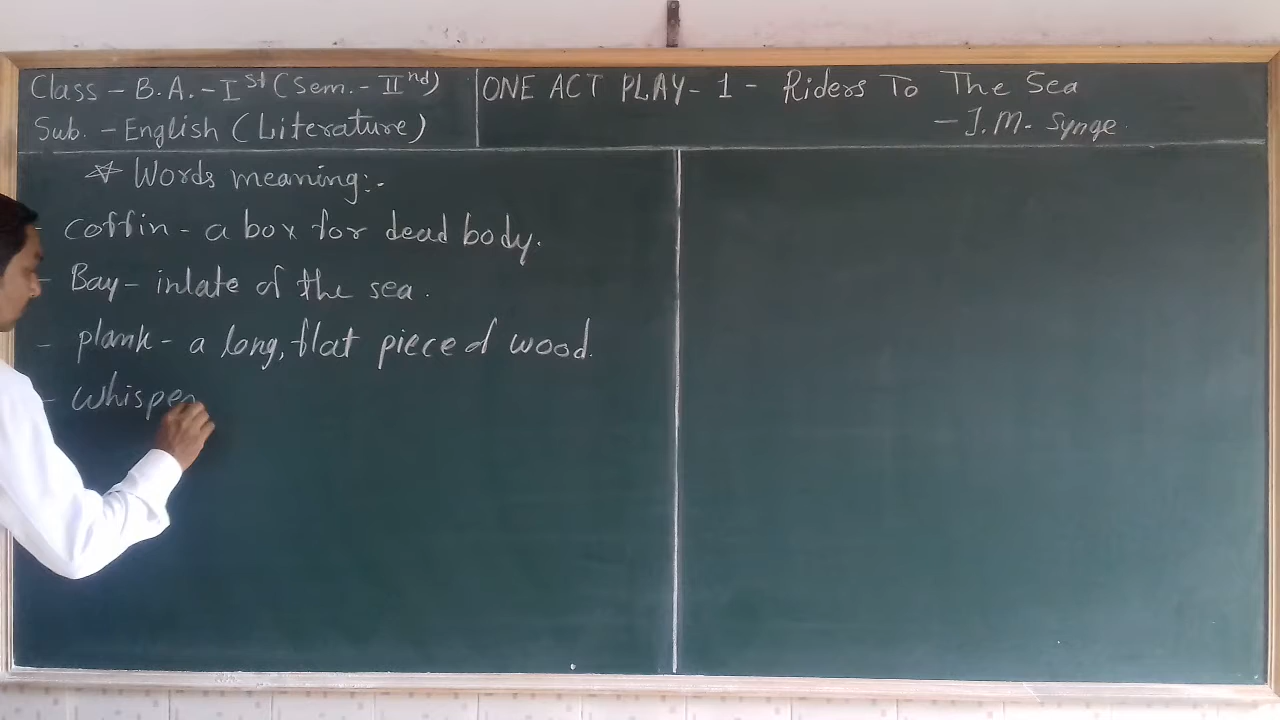 Class - B.A. - Ist (Sem. - IInd)
Sub. - English (Literature)
ONE ACT PLAY - 1 - Riders To The Sea
- J.M. Synge.
☆ Words meaning:-
- coffin - a box for dead body.
- Bay - inlate of the sea.
- plank - a long, flat piece of wood.
- whisper